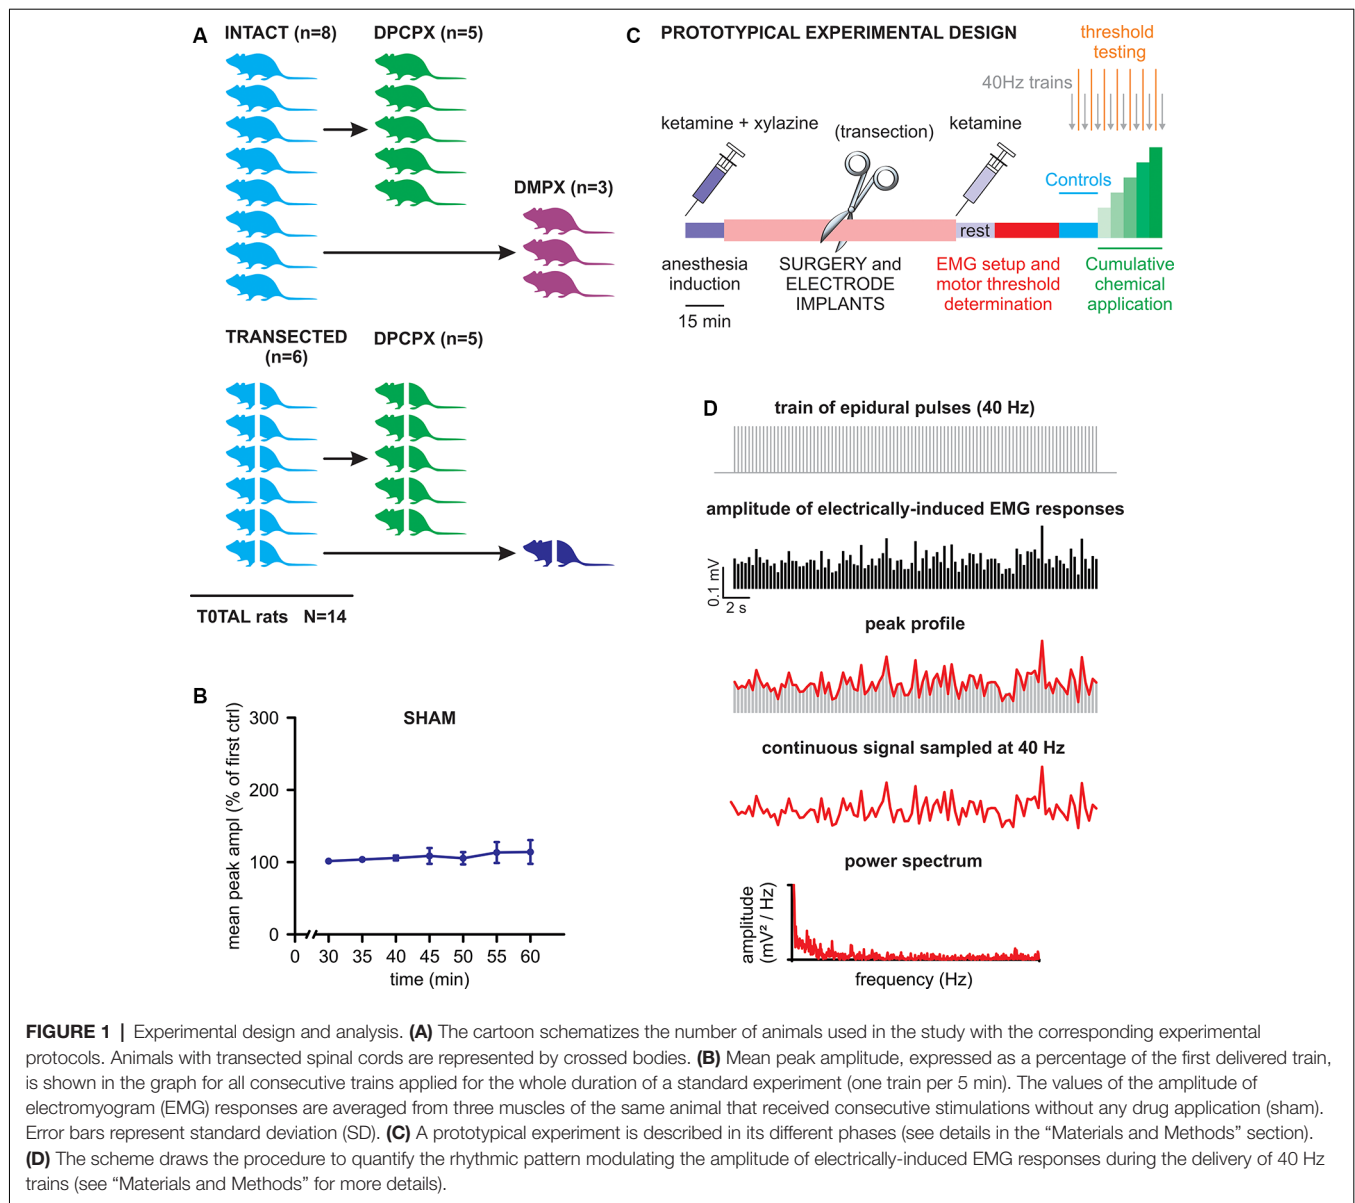 A
INTACT (n=8)
DPCPX (n=5)
DMPX (n=3)
TRANSECTED
(n=6)
DPCPX (n=5)
T0TAL rats N=14
B
SHAM
mean peak ampl (% of first ctrl)
300
200
100
0
0 30 35 40 45 50 55 60
time (min)
C PROTOTYPICAL EXPERIMENTAL DESIGN
threshold
testing
40Hz trains
ketamine + xylazine
(transection)
ketamine
Controls
rest
anesthesia
induction
15 min
SURGERY and
ELECTRODE
IMPLANTS
EMG setup and
motor threshold
determination
Cumulative
chemical
application
D
train of epidural pulses (40 Hz)
amplitude of electrically-induced EMG responses
0.1 mV
2 s
peak profile
continuous signal sampled at 40 Hz
power spectrum
amplitude
(mV² / Hz)
frequency (Hz)
FIGURE 1 | Experimental design and analysis. (A) The cartoon schematizes the number of animals used in the study with the corresponding experimental
protocols. Animals with transected spinal cords are represented by crossed bodies. (B) Mean peak amplitude, expressed as a percentage of the first delivered train,
is shown in the graph for all consecutive trains applied for the whole duration of a standard experiment (one train per 5 min). The values of the amplitude of
electromyogram (EMG) responses are averaged from three muscles of the same animal that received consecutive stimulations without any drug application (sham).
Error bars represent standard deviation (SD). (C) A prototypical experiment is described in its different phases (see details in the “Materials and Methods” section).
(D) The scheme draws the procedure to quantify the rhythmic pattern modulating the amplitude of electrically-induced EMG responses during the delivery of 40 Hz
trains (see “Materials and Methods” for more details).